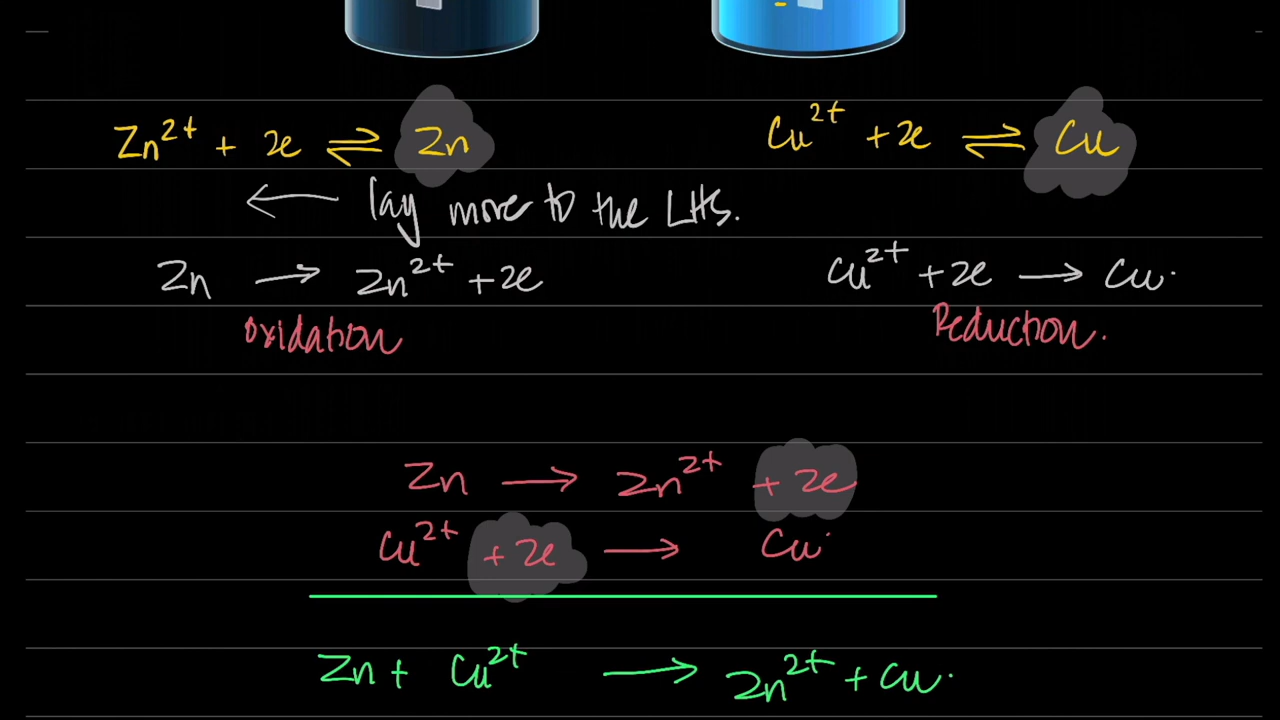 Zn²⁺ + 2e ⇌ Zn
Cu²⁺ + 2e ⇌ Cu
← lay move to the LHS.
Zn → Zn²⁺ + 2e
Cu²⁺ + 2e → Cu.
Oxidation
Reduction.
Zn → Zn²⁺ + 2e
Cu²⁺ + 2e → Cu.
Zn + Cu²⁺ → Zn²⁺ + Cu.